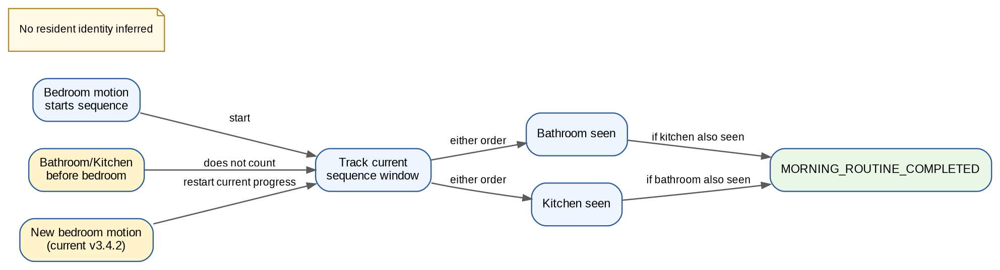 No resident identity inferred
Bedroom motion
starts sequence
start
Bathroom/Kitchen
before bedroom
does not count
restart current progress
New bedroom motion
(current v3.4.2)
Track current
sequence window
either order
either order
Bathroom seen
Kitchen seen
if kitchen also seen
if bathroom also seen
MORNING_ROUTINE_COMPLETED